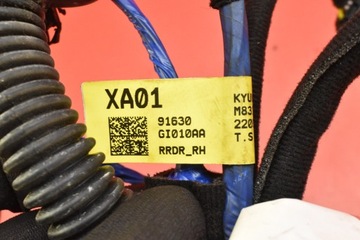 XA01
91630
GI010AA
RRDR_RH
KYU
M83
220
T.S